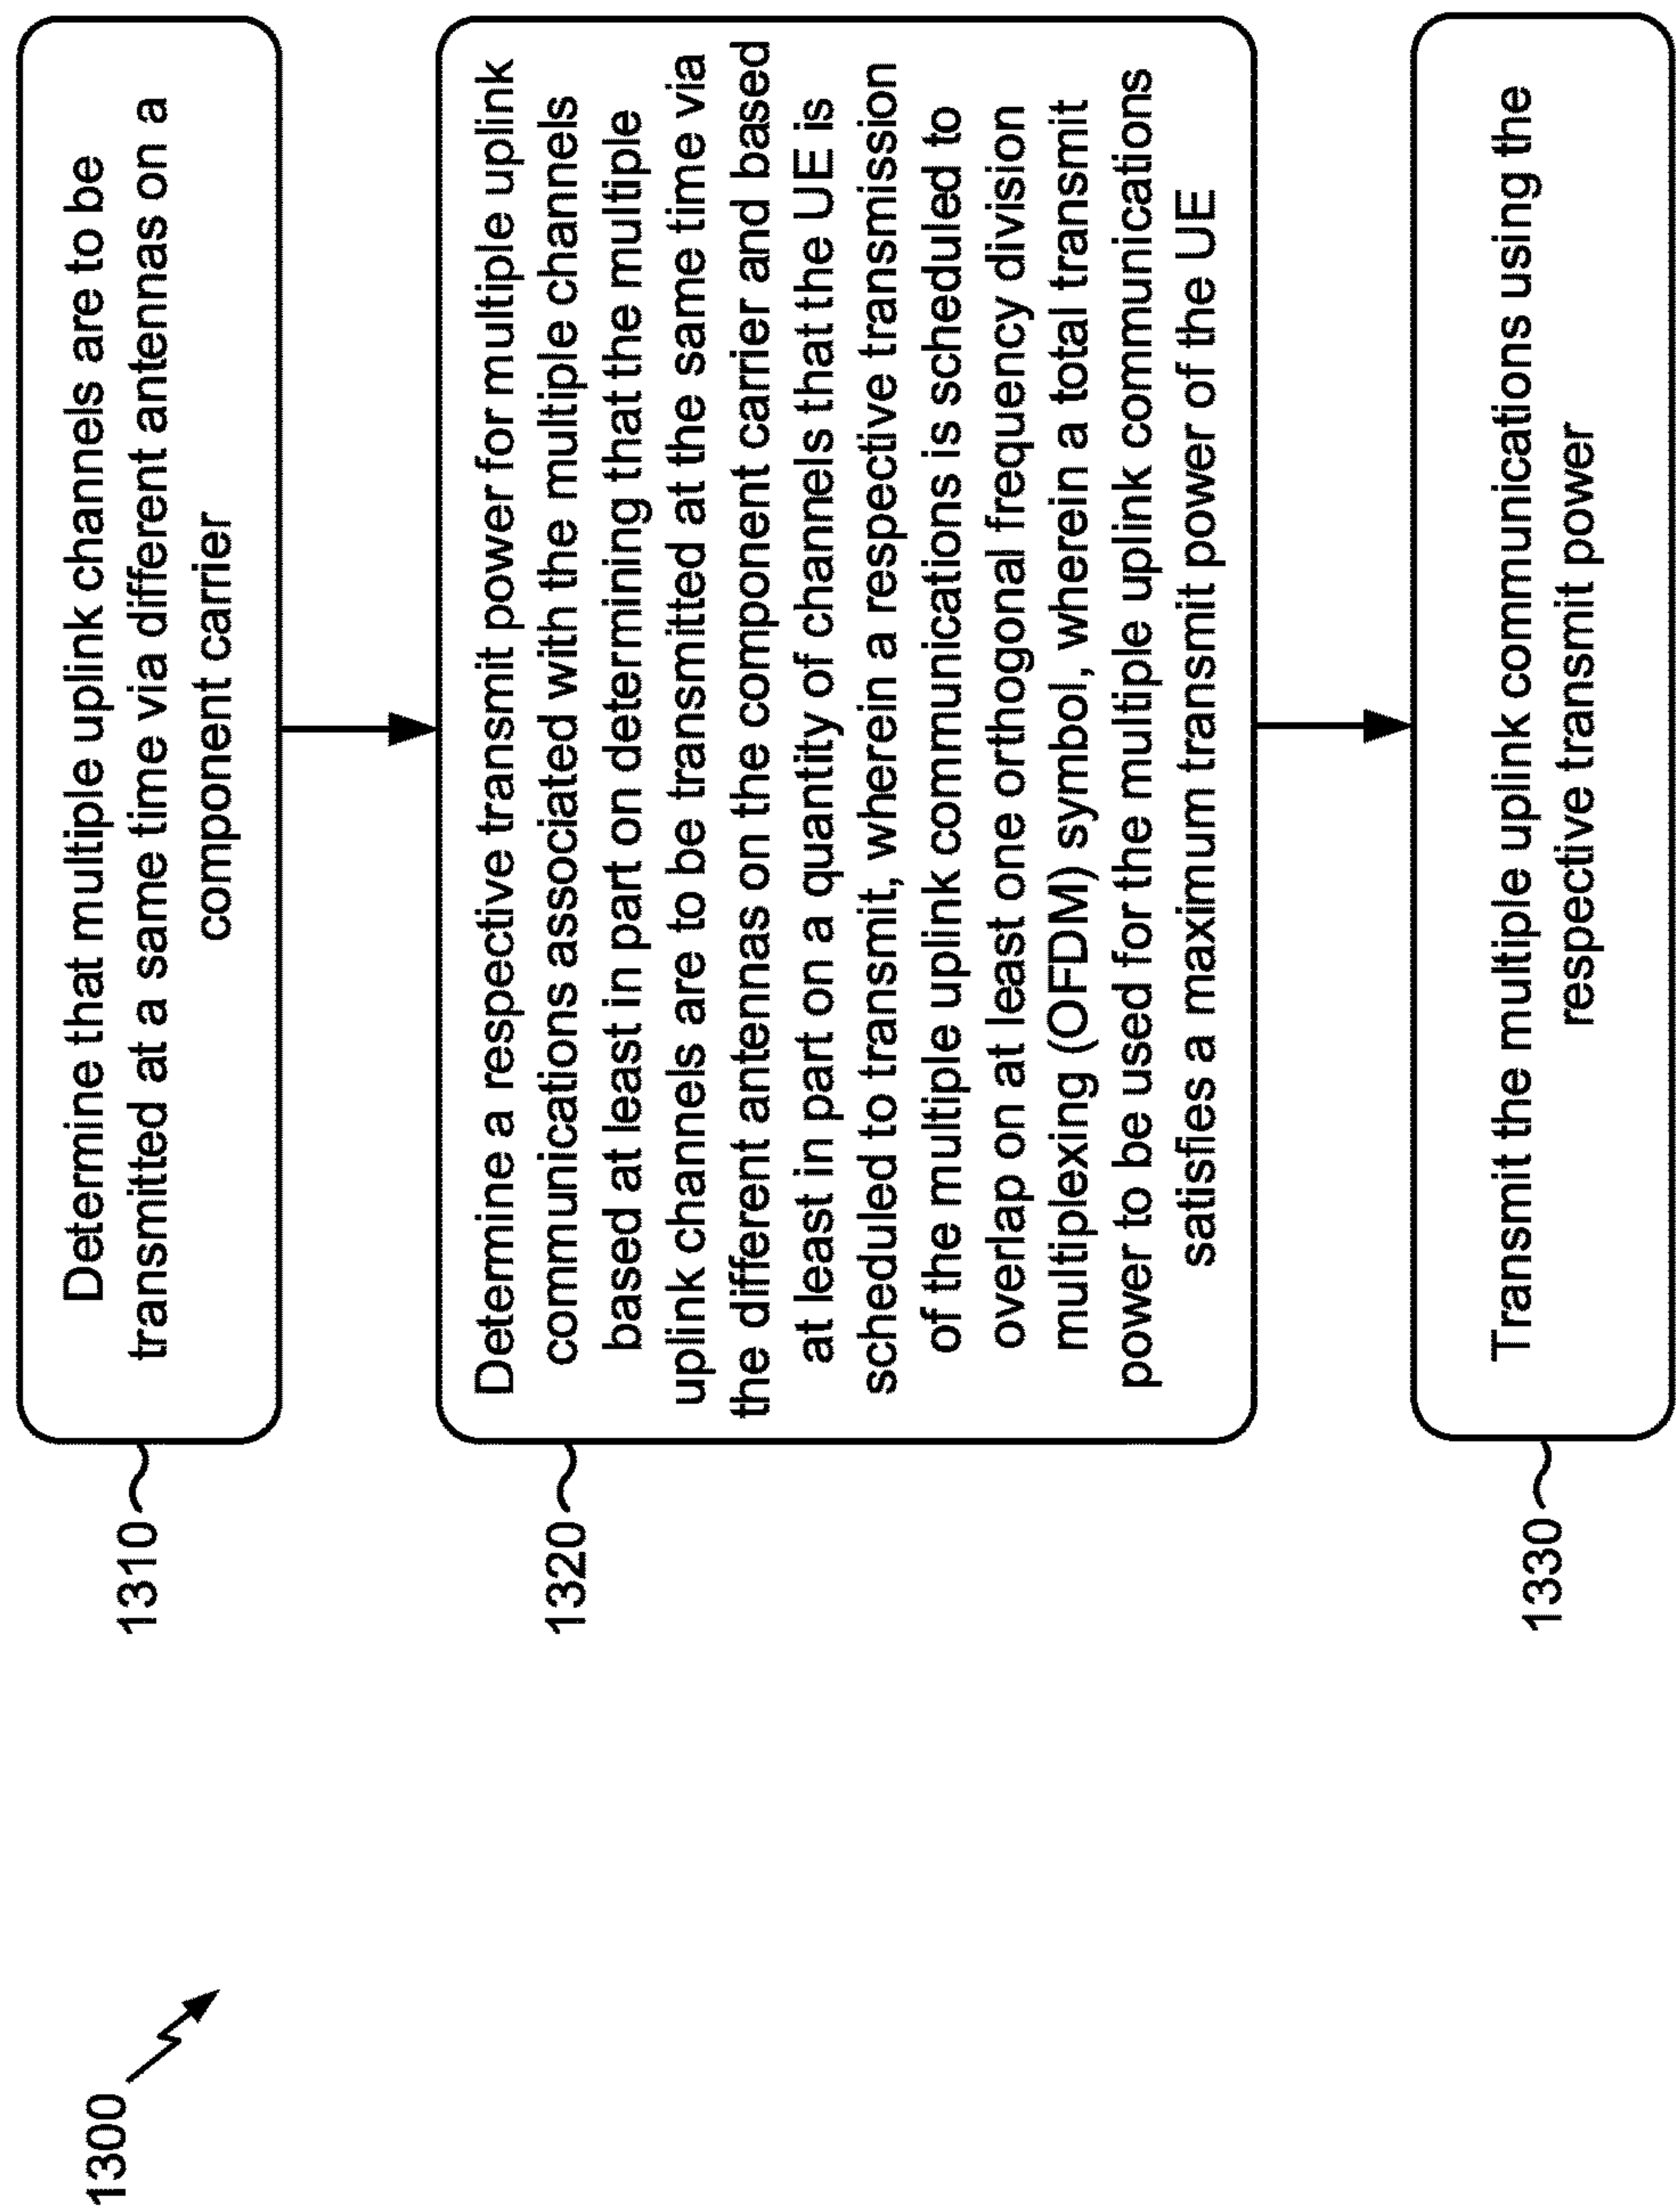 1300
1310
Determine that multiple uplink channels are to be
transmitted at a same time via different antennas on a
component carrier
1320
Determine a respective transmit power for multiple uplink
communications associated with the multiple channels
based at least in part on determining that the multiple
uplink channels are to be transmitted at the same time via
the different antennas on the component carrier and based
at least in part on a quantity of channels that the UE is
scheduled to transmit, wherein a respective transmission
of the multiple uplink communications is scheduled to
overlap on at least one orthogonal frequency division
multiplexing (OFDM) symbol, wherein a total transmit
power to be used for the multiple uplink communications
satisfies a maximum transmit power of the UE
1330
Transmit the multiple uplink communications using the
respective transmit power